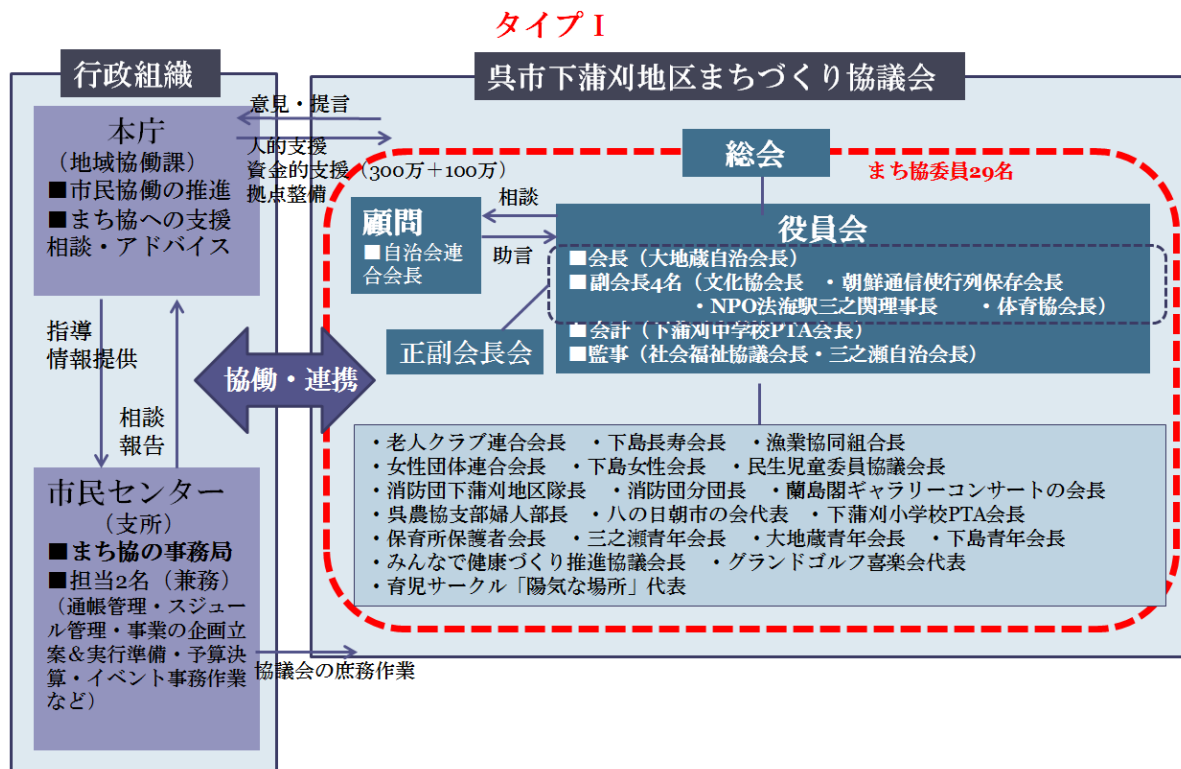 タイプⅠ
行政組織
本庁
（地域協働課）
■市民協働の推進
■まち協への支援
相談・アドバイス
指導
情報提供
相談
報告
市民センター
（支所）
■まち協の事務局
■担当2名（兼務）
（通帳管理・スジュー
ル管理・事業の企画立
案＆実行準備・予算決
算・イベント事務作業
など）
意見・提言
人的支援
資金的支援（300万＋100万）
拠点整備
協働・連携
協議会の庶務作業
呉市下蒲刈地区まちづくり協議会
総会
まち協委員29名
顧問
■自治会連
合会長
相談
助言
正副会長会
役員会
■会長（大地蔵自治会長）
■副会長4名（文化協会長　・朝鮮通信使行列保存会長
・NPO法海駅三之関理事長　・体育協会長）
■会計（下蒲刈中学校PTA会長）
■監事（社会福祉協議会長・三之瀬自治会長）
・老人クラブ連合会長　・下島長寿会長　・漁業協同組合長
・女性団体連合会長　・下島女性会長　・民生児童委員協議会長
・消防団下蒲刈地区隊長　・消防団分団長　・蘭島閣ギャラリーコンサートの会長
・呉農協支部婦人部長　・八の日朝市の会代表　・下蒲刈小学校PTA会長
・保育所保護者会長　・三之瀬青年会長　・大地蔵青年会長　・下島青年会長
・みんなで健康づくり推進協議会長　・グランドゴルフ喜楽会代表
・育児サークル「陽気な場所」代表